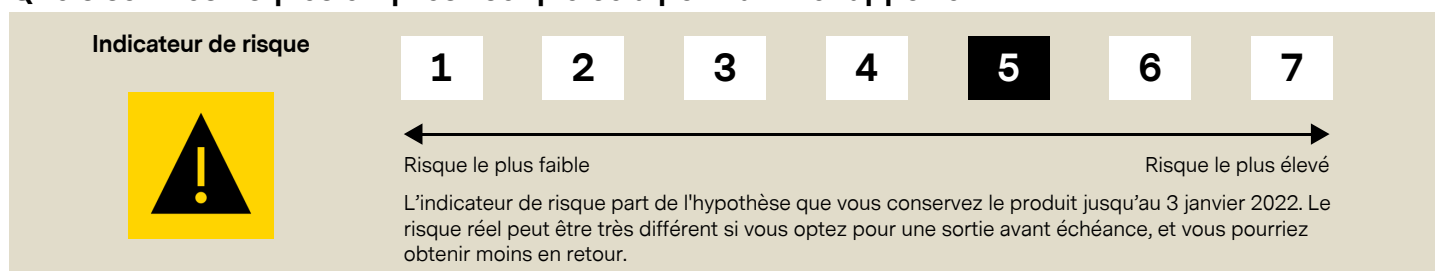 Indicateur de risque
1 2 3 4 5 6 7
Risque le plus faible Risque le plus élevé
L'indicateur de risque part de l'hypothèse que vous conservez le produit jusqu'au 3 janvier 2022. Le
risque réel peut être très différent si vous optez pour une sortie avant échéance, et vous pourriez
obtenir moins en retour.